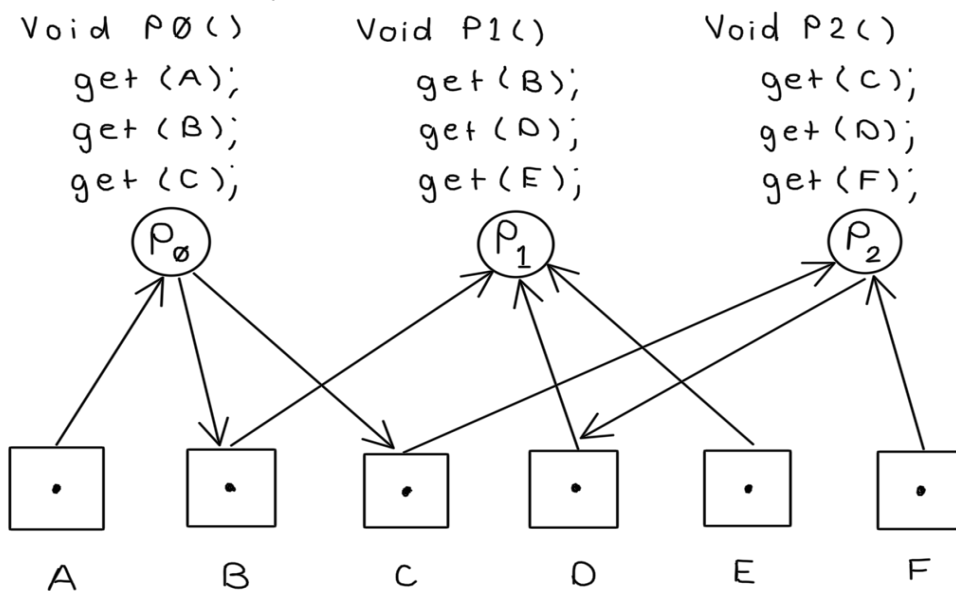 Void P0() Void P1() Void P2()
get (A); get (B); get (C);
get (B); get (D); get (D);
get (C); get (E); get (F);
P0 P1 P2
A B C D E F